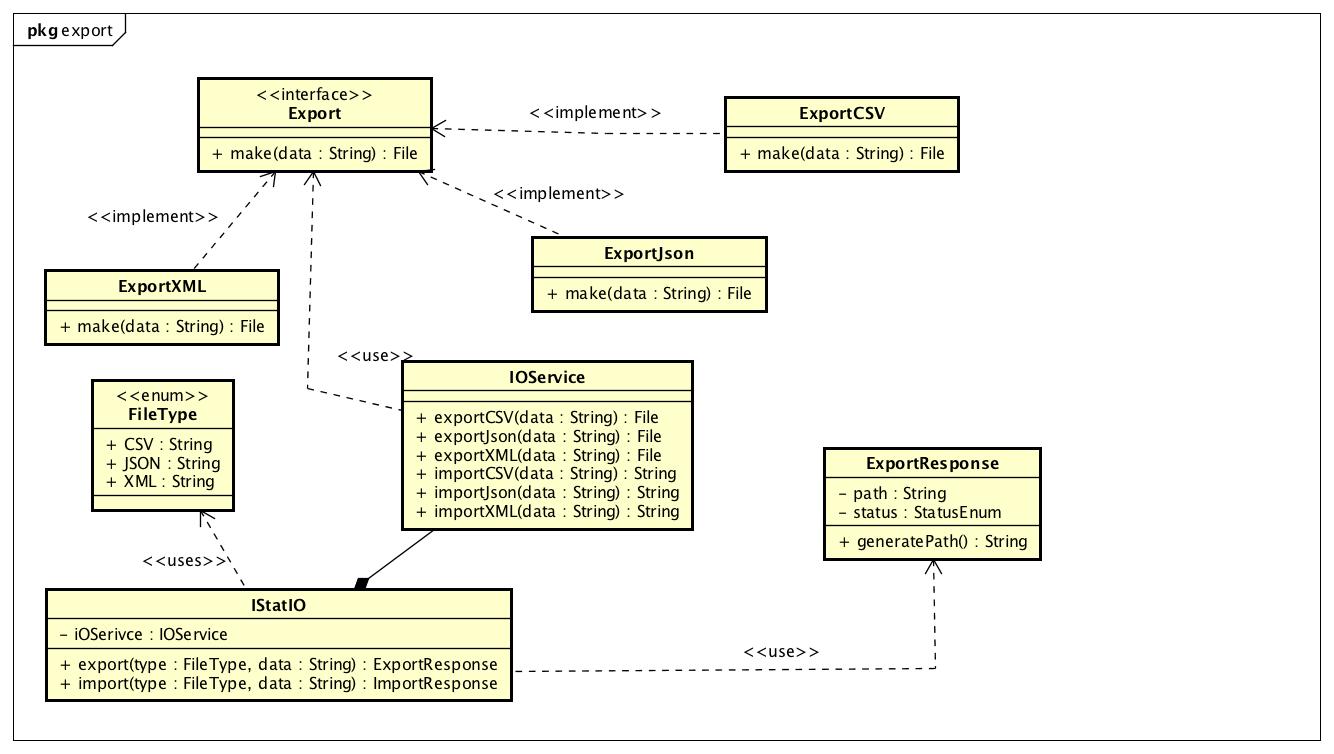 pkg export
<<interface>>
Export
+ make(data : String) : File
<<implement>>
ExportCSV
+ make(data : String) : File
<<implement>>
<<implement>>
ExportJson
+ make(data : String) : File
ExportXML
+ make(data : String) : File
<<use>>
IOService
+ exportCSV(data : String) : File
+ exportJson(data : String) : File
+ exportXML(data : String) : File
+ importCSV(data : String) : String
+ importJson(data : String) : String
+ importXML(data : String) : String
<<enum>>
FileType
+ CSV : String
+ JSON : String
+ XML : String
ExportResponse
- path : String
- status : StatusEnum
+ generatePath() : String
<<uses>>
IStatIO
- iOSerivce : IOService
+ export(type : FileType, data : String) : ExportResponse
+ import(type : FileType, data : String) : ImportResponse
<<use>>